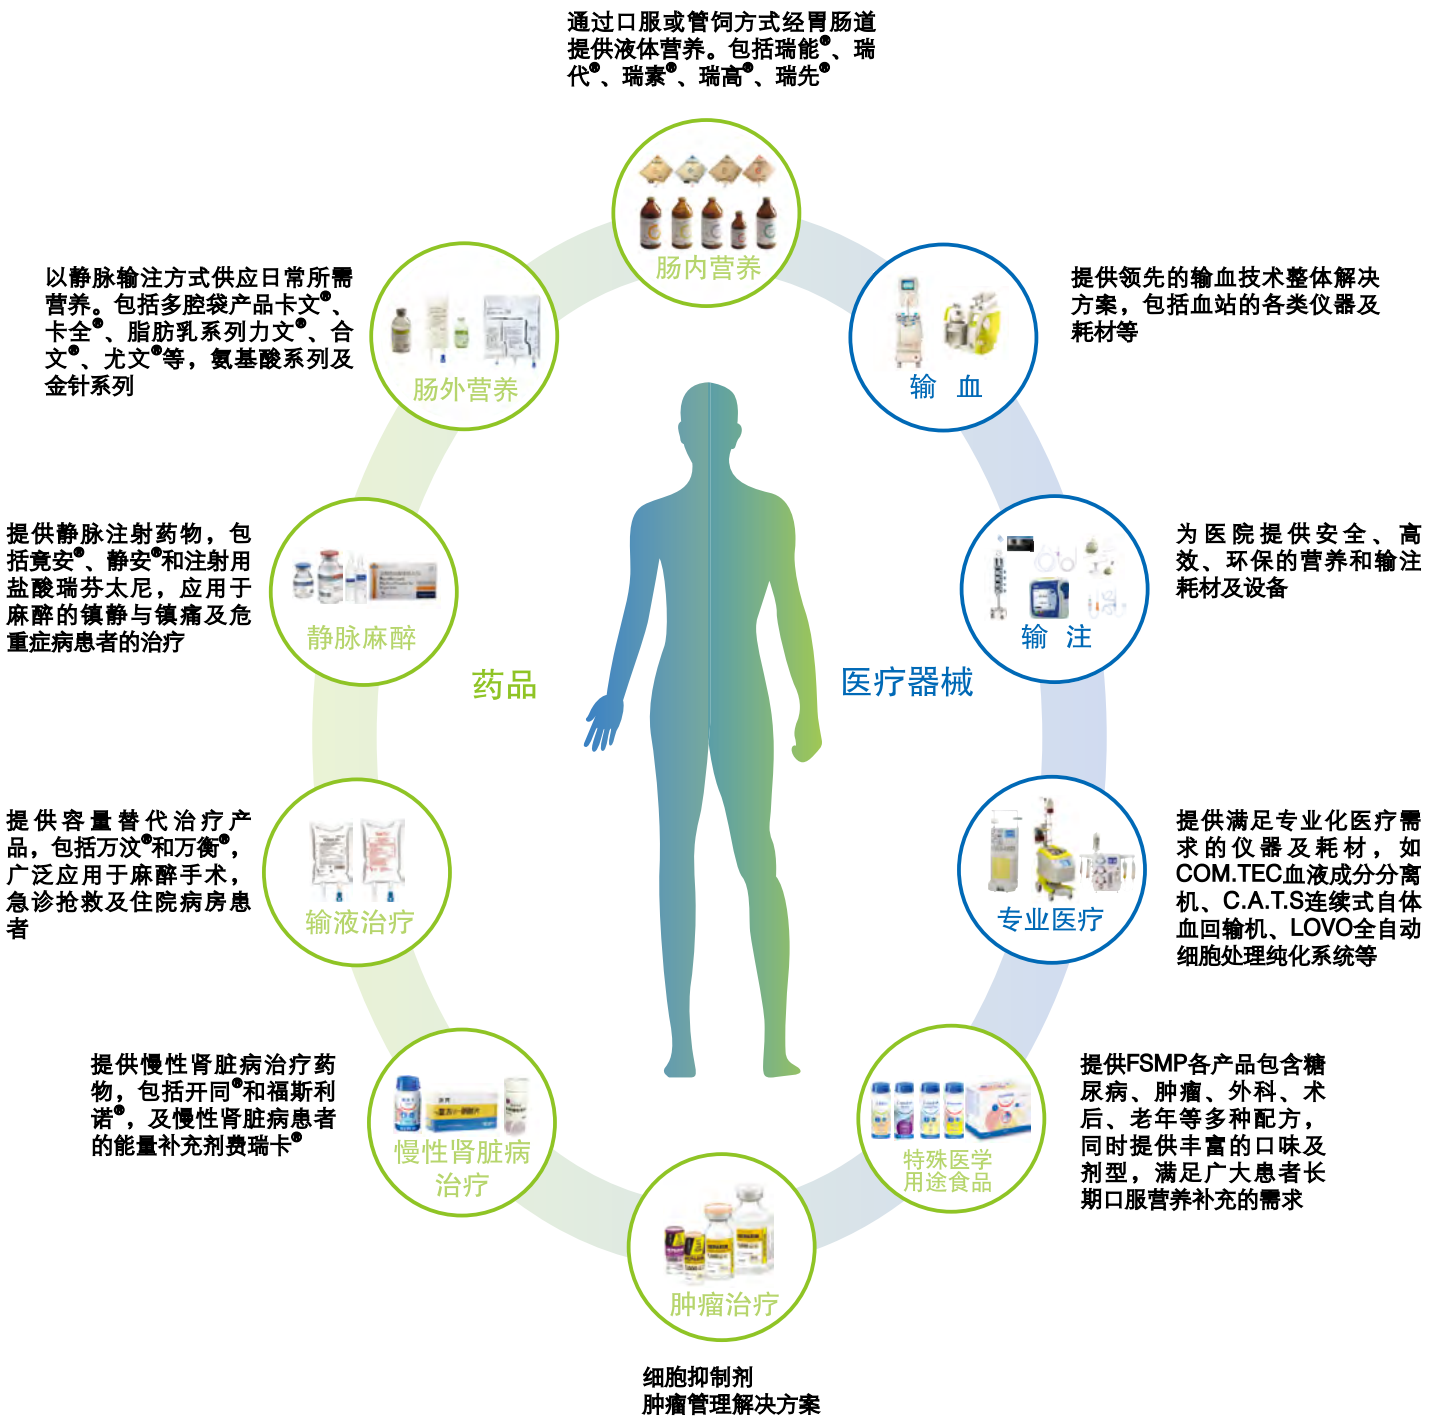 通过口服或管饲方式经胃肠道
提供液体营养。包括瑞能®、瑞
代®、瑞素®、瑞高®、瑞先®
肠内营养
以静脉输注方式供应日常所需
营养。包括多腔袋产品卡文®、
卡全®、脂肪乳系列力文®、合
文®、尤文®等，氨基酸系列及
金针系列
肠外营养
提供领先的输血技术整体解决
方案，包括血站的各类仪器及
耗材等
输 血
提供静脉注射药物，包
括竟安®、静安®和注射用
盐酸瑞芬太尼，应用于
麻醉的镇静与镇痛及危
重症病患者的治疗
静脉麻醉
为医院提供安全、高
效、环保的营养和输注
耗材及设备
输 注
药品
医疗器械
提供容量替代治疗产
品，包括万汶®和万衡®，
广泛应用于麻醉手术，
急诊抢救及住院病房患
者
输液治疗
提供满足专业化医疗需
求的仪器及耗材，如
COM.TEC血液成分分离
机、C.A.T.S连续式自体
血回输机、LOVO全自动
细胞处理纯化系统等
专业医疗
提供慢性肾脏病治疗药
物，包括开同®和福斯利
诺®，及慢性肾脏病患者
的能量补充剂费瑞卡®
慢性肾脏病
治疗
提供FSMP各产品包含糖
尿病、肿瘤、外科、术
后、老年等多种配方，
同时提供丰富的口味及
剂型，满足广大患者长
期口服营养补充的需求
特殊医学
用途食品
肿瘤治疗
细胞抑制剂
肿瘤管理解决方案